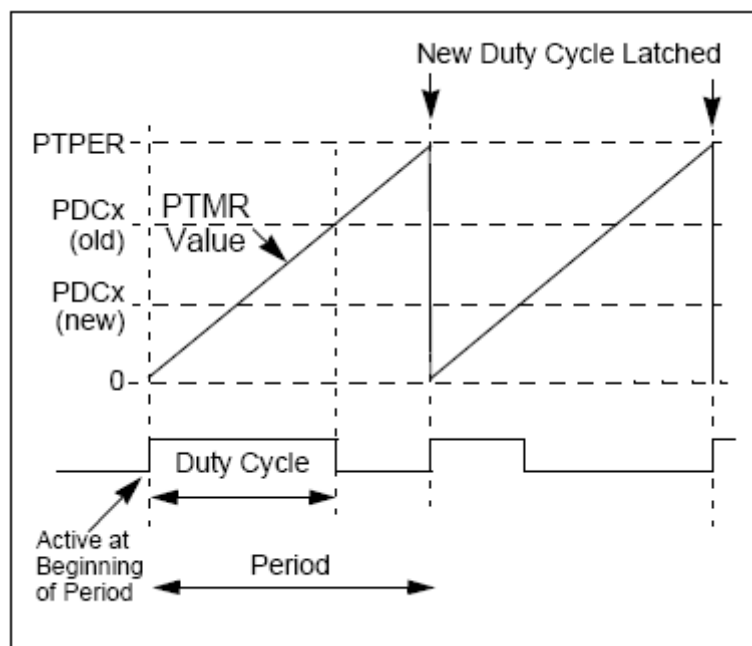 New Duty Cycle Latched
PTPER
PDCx
(old)
PTMR
Value
PDCx
(new)
0
Duty Cycle
Active at
Beginning
of Period
Period